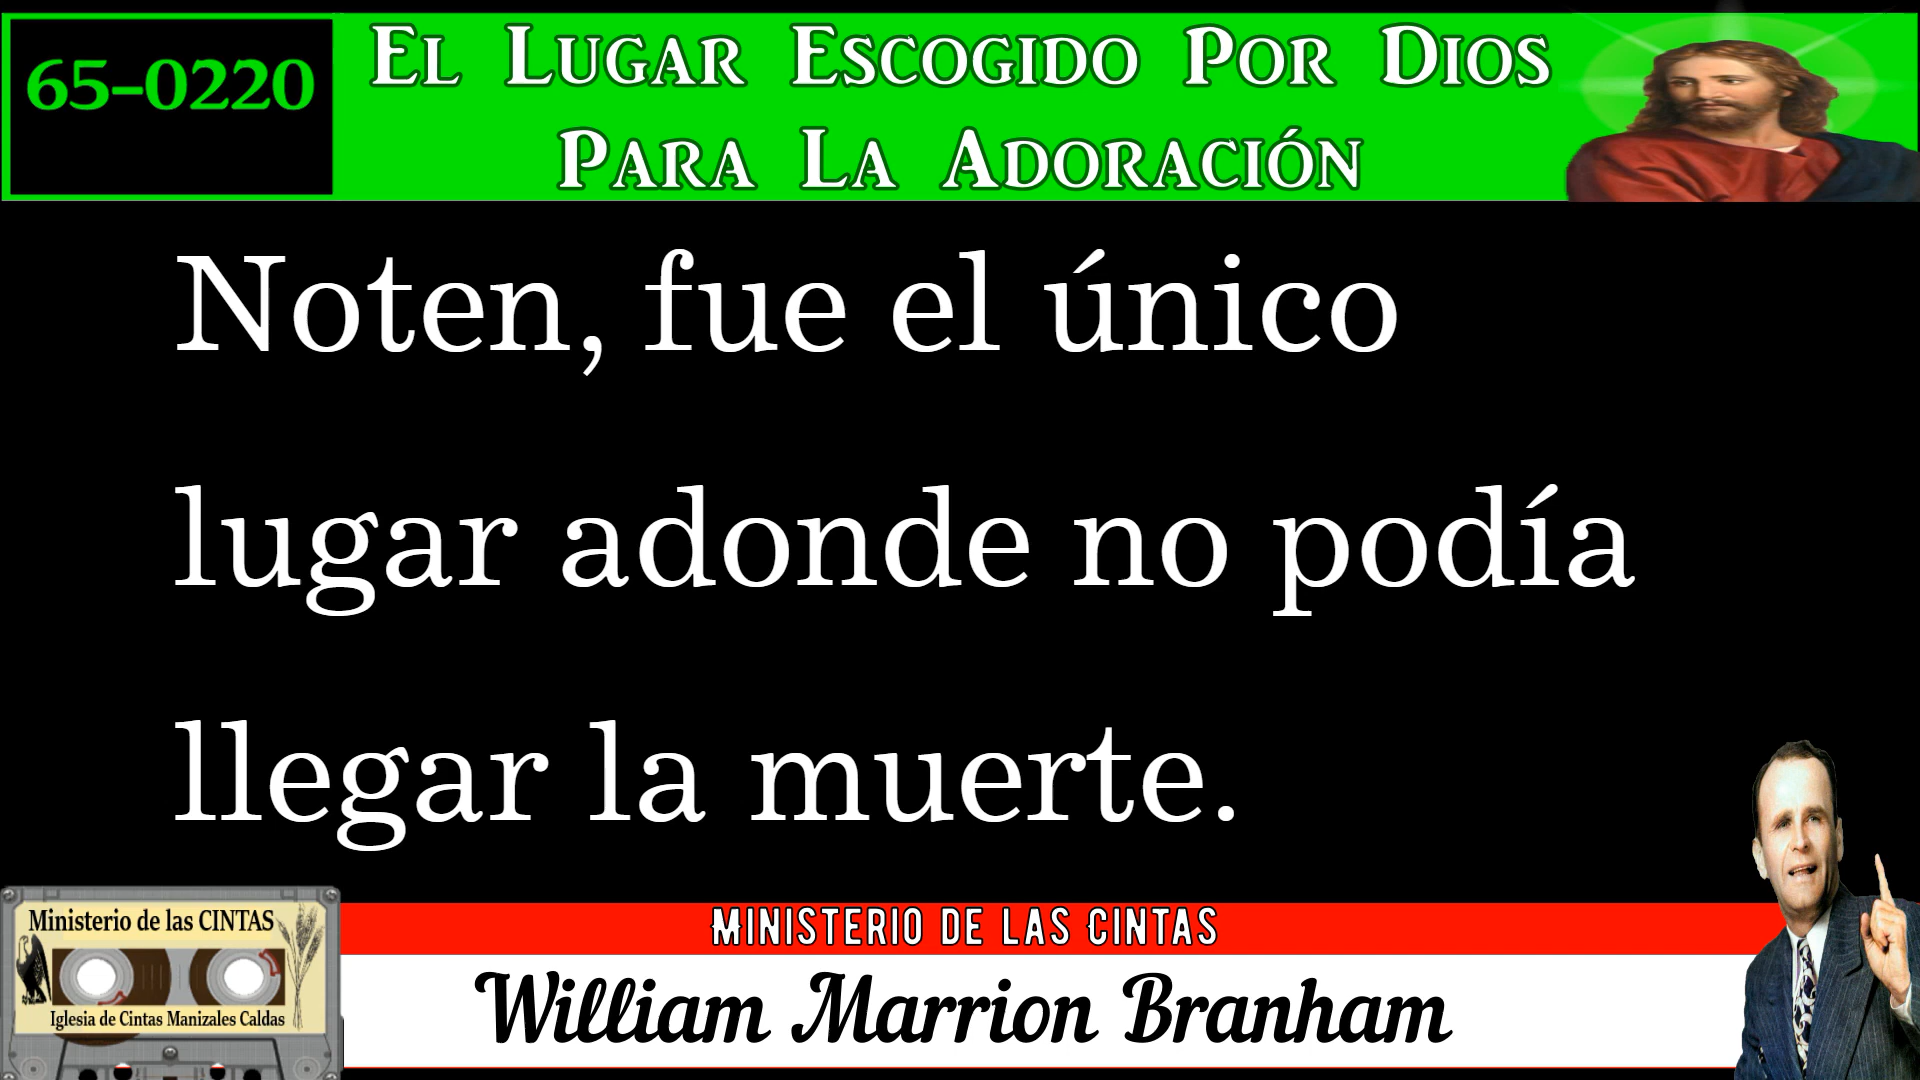 65-0220
El Lugar Escogido Por Dios
Para La Adoración
Noten, fue el único
lugar adonde no podía
llegar la muerte.
Ministerio de las CINTAS
Iglesia de Cintas Manizales Caldas
MINISTERIO DE LAS CINTAS
William Marrion Branham